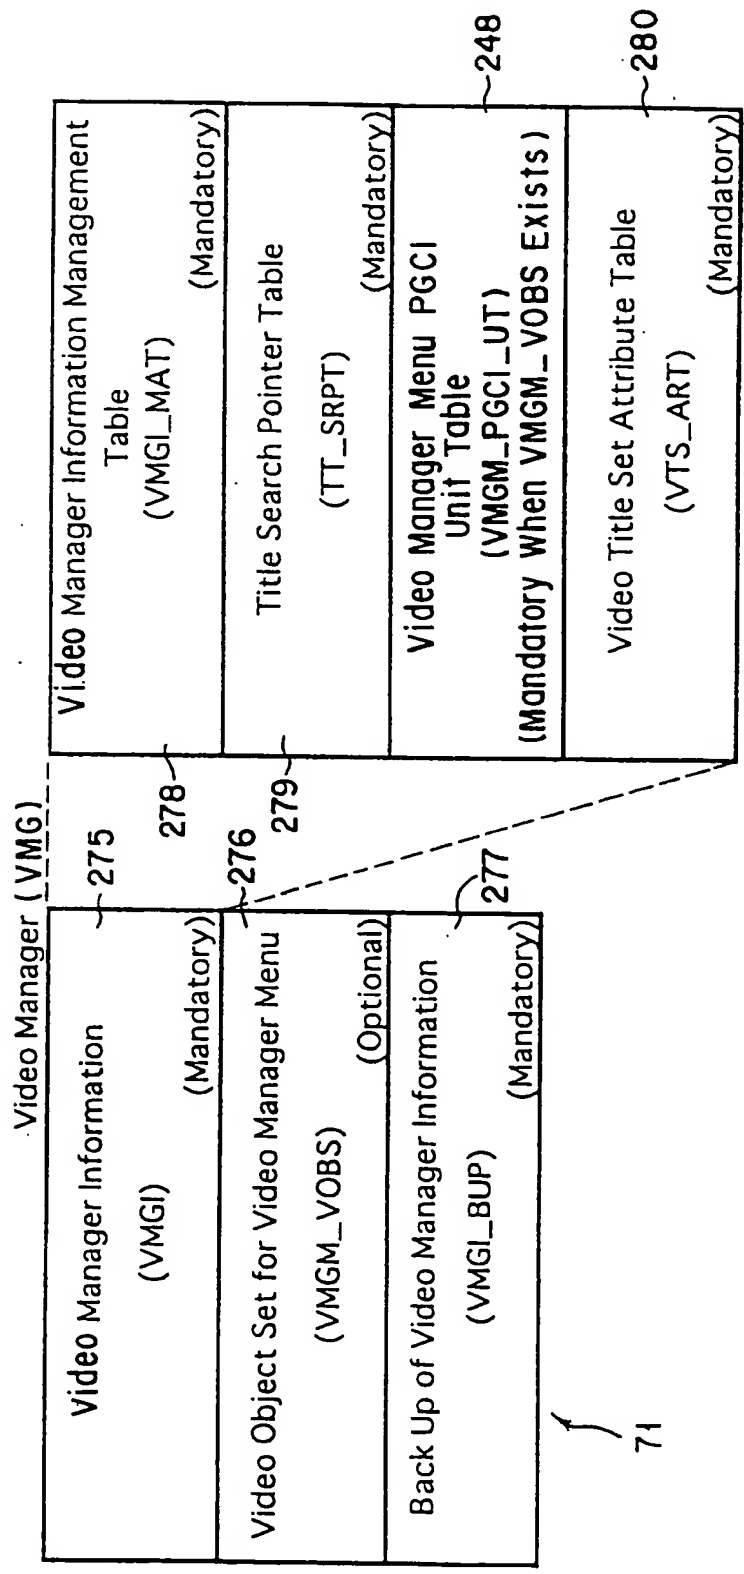 Video Manager (VMG)
Video Manager Information
(VMGI)
(Mandatory)
275
Video Object Set for Video Manager Menu
(VMGM_VOBS)
(Optional)
276
Back Up of Video Manager Information
(VMGI_BUP)
(Mandatory)
277
71
Video Manager Information Management
Table
(VMGI_MAT)
(Mandatory)
278
Title Search Pointer Table
(TT_SRPT)
(Mandatory)
279
Video Manager Menu PGCI
Unit Table
(VMGM_PGCI_UT)
(Mandatory When VMGM_VOBS Exists)
248
Video Title Set Attribute Table
(VTS_ART)
(Mandatory)
280